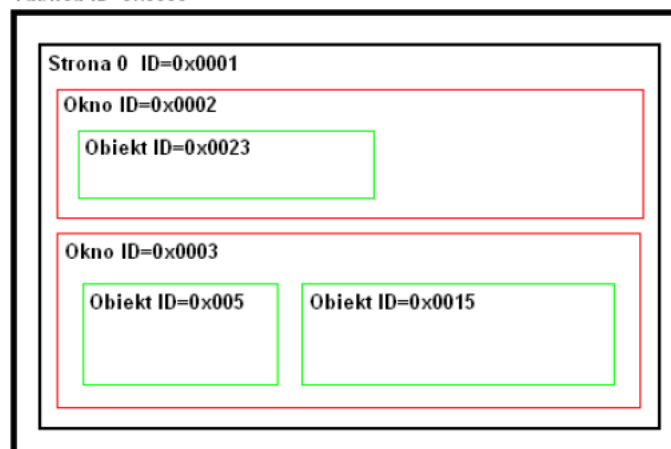 Strona 0 ID=0x0001
Okno ID=0x0002
Obiekt ID=0x0023
Okno ID=0x0003
Obiekt ID=0x005
Obiekt ID=0x0015